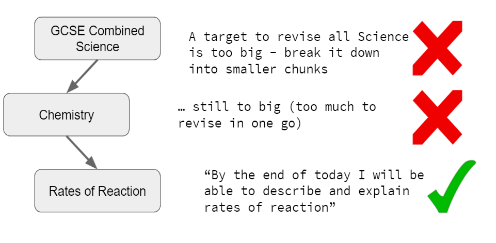 GCSE Combined
Science
A target to revise all Science
is too big – break it down
into smaller chunks
Chemistry
… still to big (too much to
revise in one go)
Rates of Reaction
“By the end of today I will be
able to describe and explain
rates of reaction”